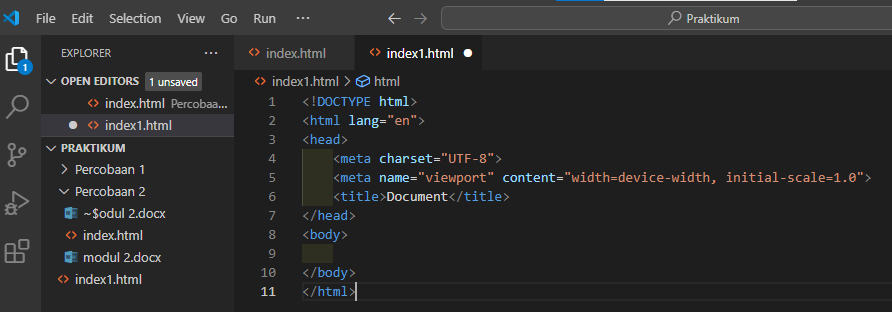 File Edit Selection View Go Run ··· Praktikum
EXPLORER ···
1
OPEN EDITORS 1 unsaved
index.html Percobaa...
index1.html
PRAKTIKUM
Percobaan 1
Percobaan 2
~$odul 2.docx
index.html
modul 2.docx
index1.html
index.html index1.html
index1.html > html
1 <!DOCTYPE html>
2 <html lang="en">
3 <head>
4 <meta charset="UTF-8">
5 <meta name="viewport" content="width=device-width, initial-scale=1.0">
6 <title>Document</title>
7 </head>
8 <body>
9
10 </body>
11 </html>